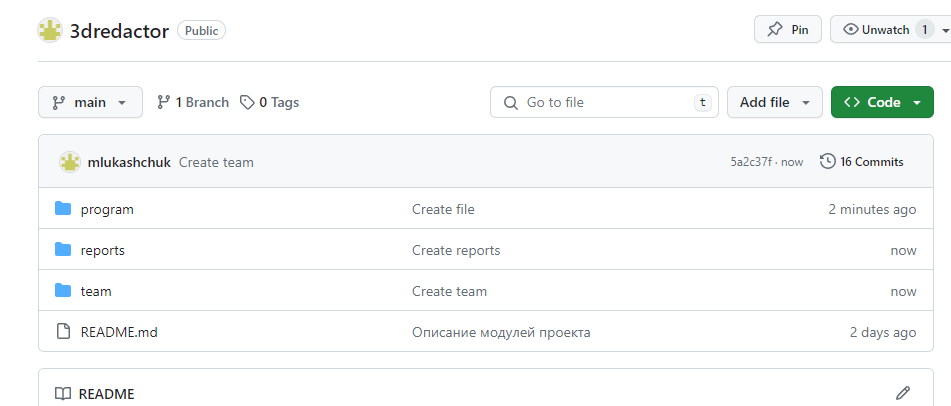 3dredactor Public Pin Unwatch 1
main 1 Branch 0 Tags Go to file t Add file Code
mlukashchuk Create team 5a2c37f · now 16 Commits
program Create file 2 minutes ago
reports Create reports now
team Create team now
README.md Описание модулей проекта 2 days ago
README